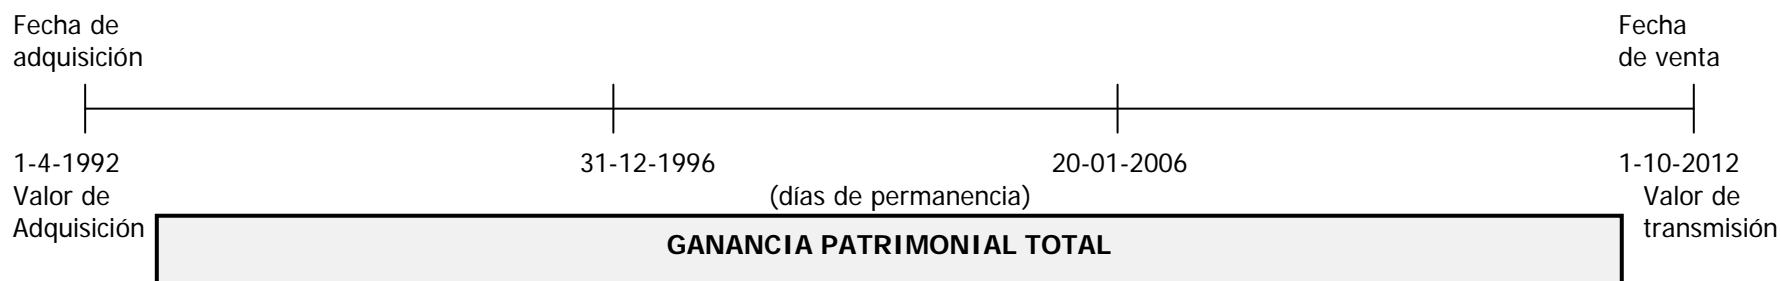 Fecha de
adquisición
Fecha
de venta
1-4-1992
31-12-1996
20-01-2006
1-10-2012
Valor de
Adquisición
(días de permanencia)
Valor de
transmisión
GANANCIA PATRIMONIAL TOTAL